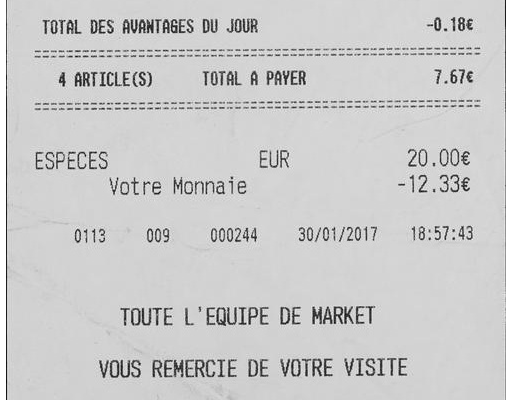 TOTAL DES AVANTAGES DU JOUR -0.18€
4 ARTICLE(S) TOTAL A PAYER 7.67€
ESPECES EUR 20.00€
Votre Monnaie -12.33€
0113 009 000244 30/01/2017 18:57:43
TOUTE L'EQUIPE DE MARKET
VOUS REMERCIE DE VOTRE VISITE